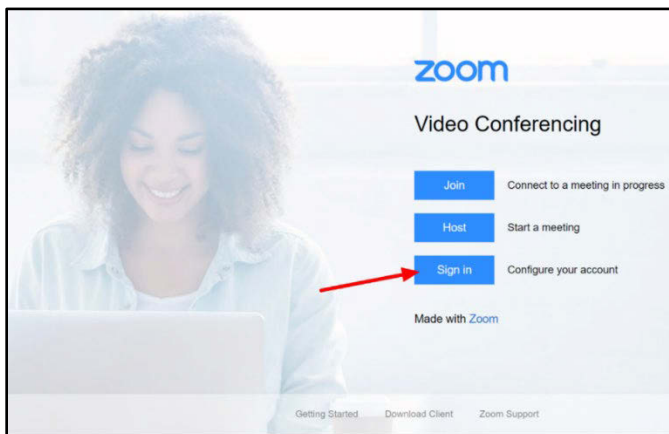 zoom
Video Conferencing
Join Connect to a meeting in progress
Host Start a meeting
Sign in Configure your account
Made with Zoom
Getting Started Download Client Zoom Support